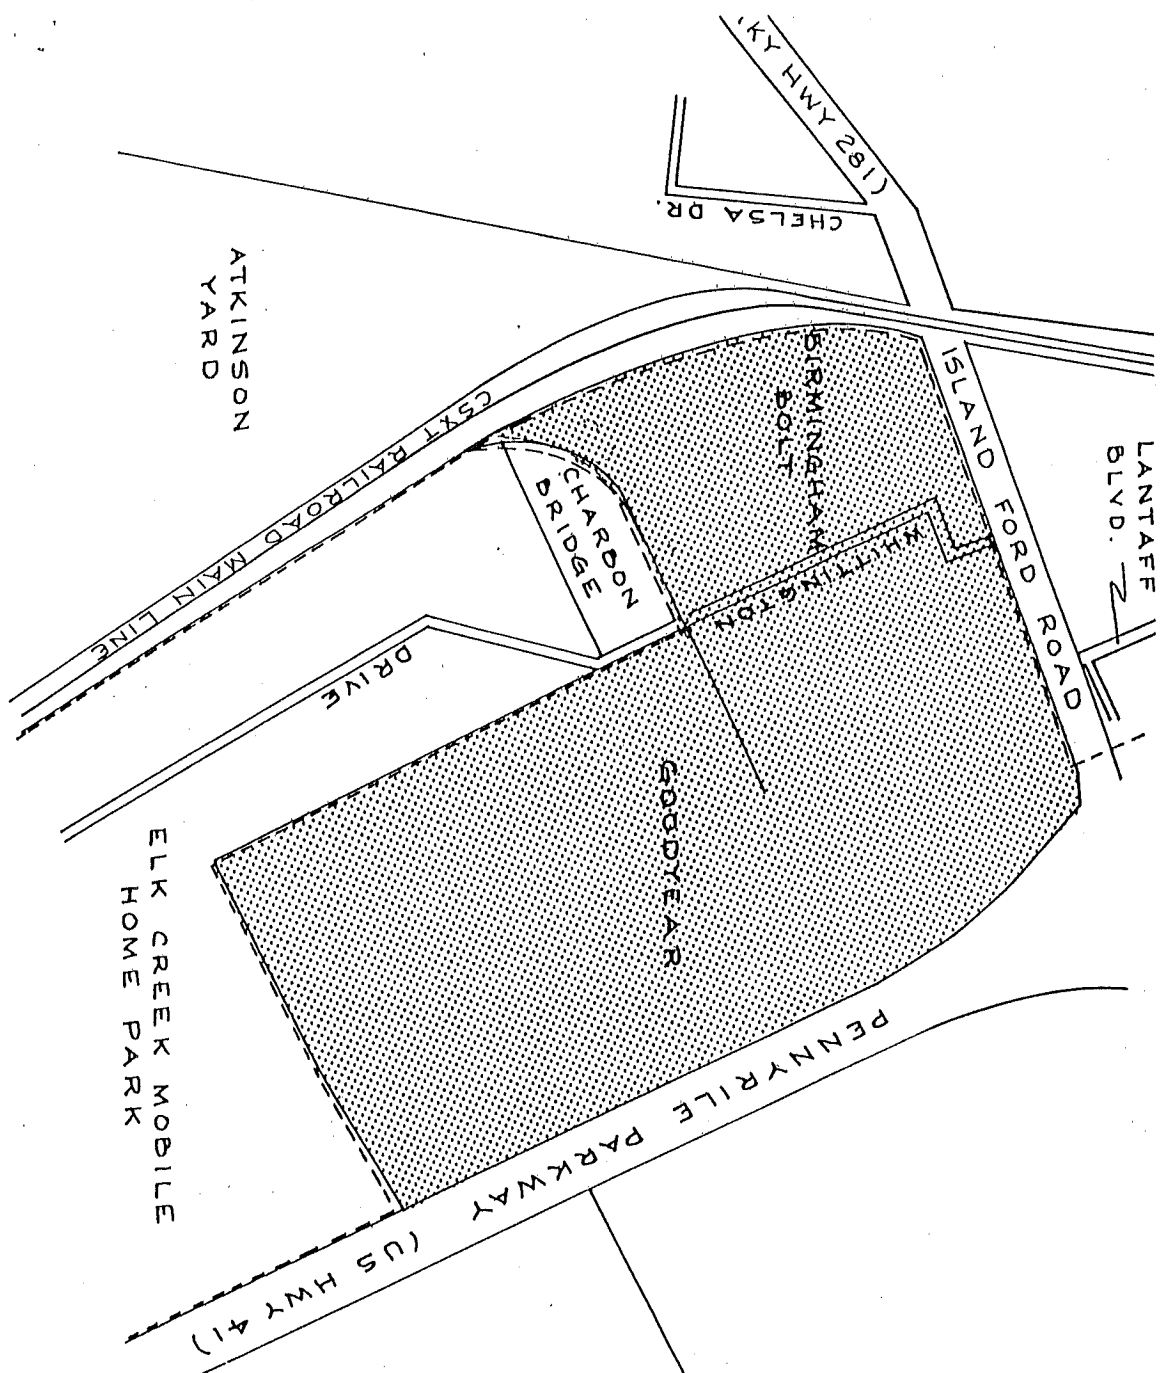 (KY HWY 281)
CHELSA DR.
ATKINSON
YARD
CSXT RAILROAD MAIN LINE
BIRMINGHAM
BOLT
ISLAND FORD ROAD
LANTAFF
BLVD.
CHARBON
BRIDGE
WHITTINGTON
DRIVE
GOODYEAR
ELK CREEK MOBILE
HOME PARK
PENNYRILE PARKWAY (US HWY 41)